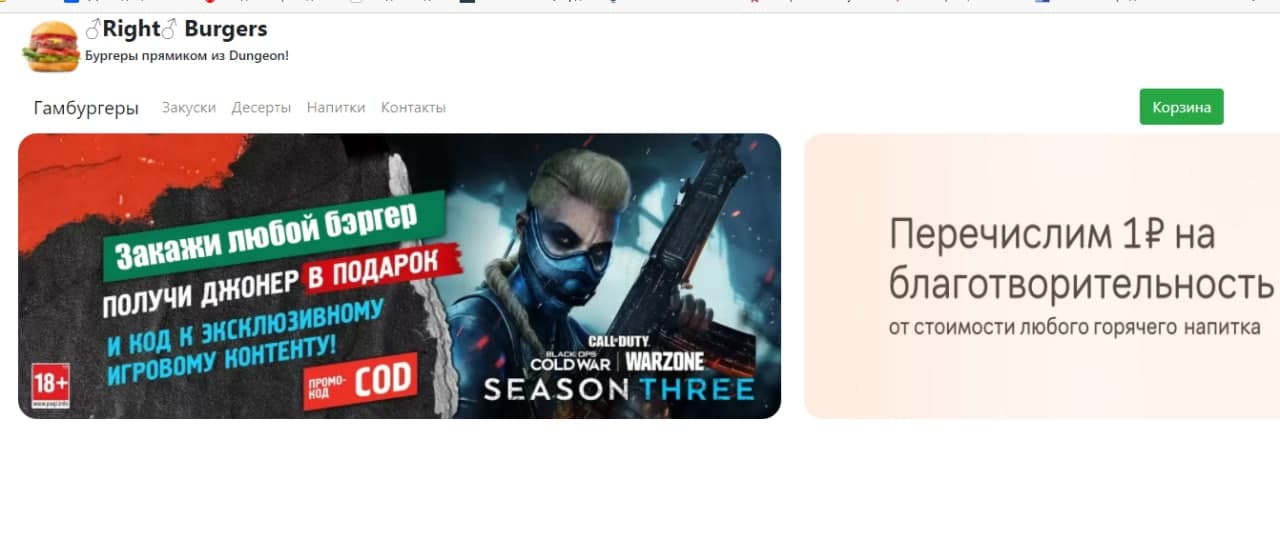 ♂Right♂ Burgers
Бургеры прямиком из Dungeon!
Гамбургеры Закуски Десерты Напитки Контакты Корзина
Закажи любой бэргер
ПОЛУЧИ ДЖОНЕР В ПОДАРОК
И КОД К ЭКСКЛЮЗИВНОМУ
ИГРОВОМУ КОНТЕНТУ!
ПРОМО-
КОД COD
18+
CALL OF DUTY
BLACK OPS
COLD WAR | WARZONE
SEASON THREE
Перечислим 1₽ на
благотворительность
от стоимости любого горячего напитка